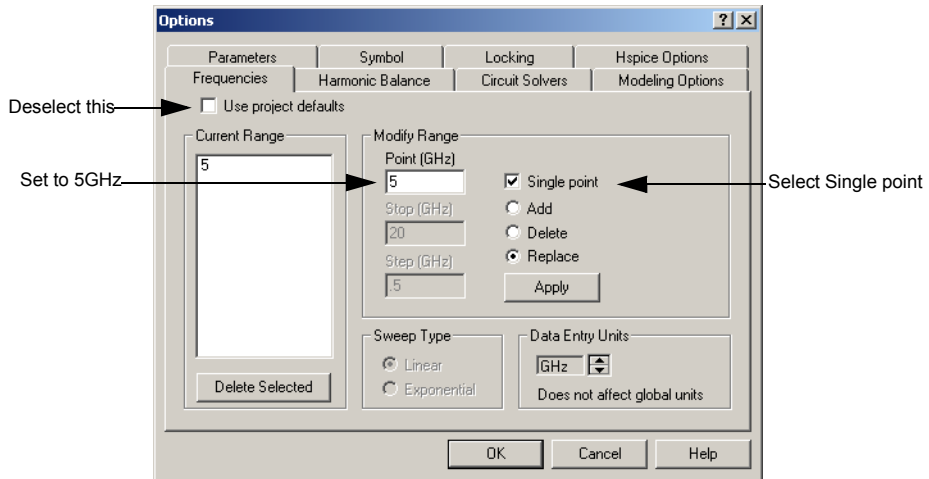 Options
Parameters
Symbol
Locking
Hspice Options
Frequencies
Harmonic Balance
Circuit Solvers
Modeling Options
Deselect this
Use project defaults
Current Range
5
Delete Selected
Modify Range
Point (GHz)
Set to 5GHz
5
Single point
Select Single point
Stop (GHz)
20
Add
Delete
Step (GHz)
.5
Replace
Apply
Sweep Type
Linear
Exponential
Data Entry Units
GHz
Does not affect global units
OK
Cancel
Help